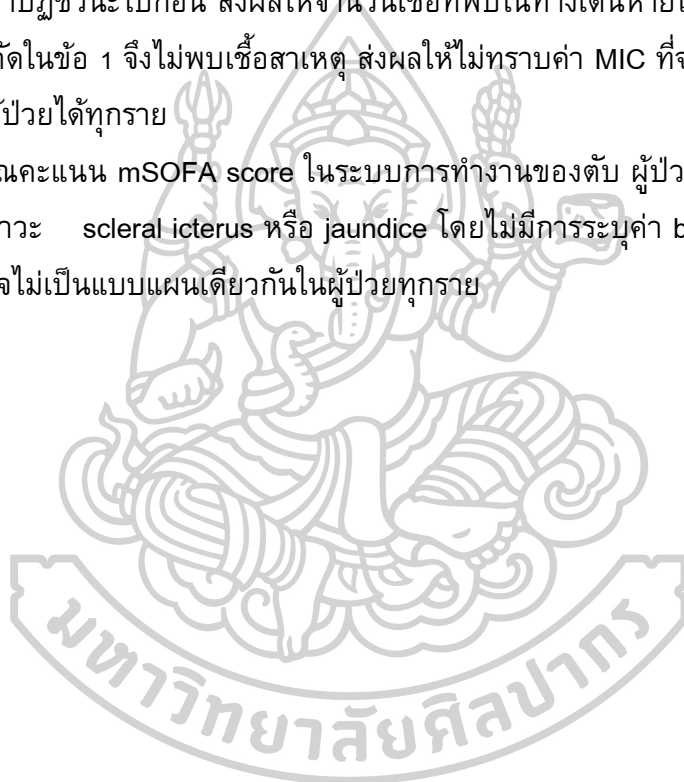 ไปก่อน ส่งผลให้จำนวนเชื้อที่พบในทางเดินหายใ
ัดในข้อ 1 จึงไม่พบเชื้อสาเหตุ ส่งผลให้ไม่ทราบค่า MIC ที่จ
ู้ป่วยได้ทุกราย
ณคะแนน mSOFA score ในระบบการทำงานของตับ ผู้ป่ว
าวะ scleral icterus หรือ jaundice โดยไม่มีการระบุค่า b
จไม่เป็นแบบแผนเดียวกันในผู้ป่วยทุกราย
มหาวิทยาลัยศิลปากร